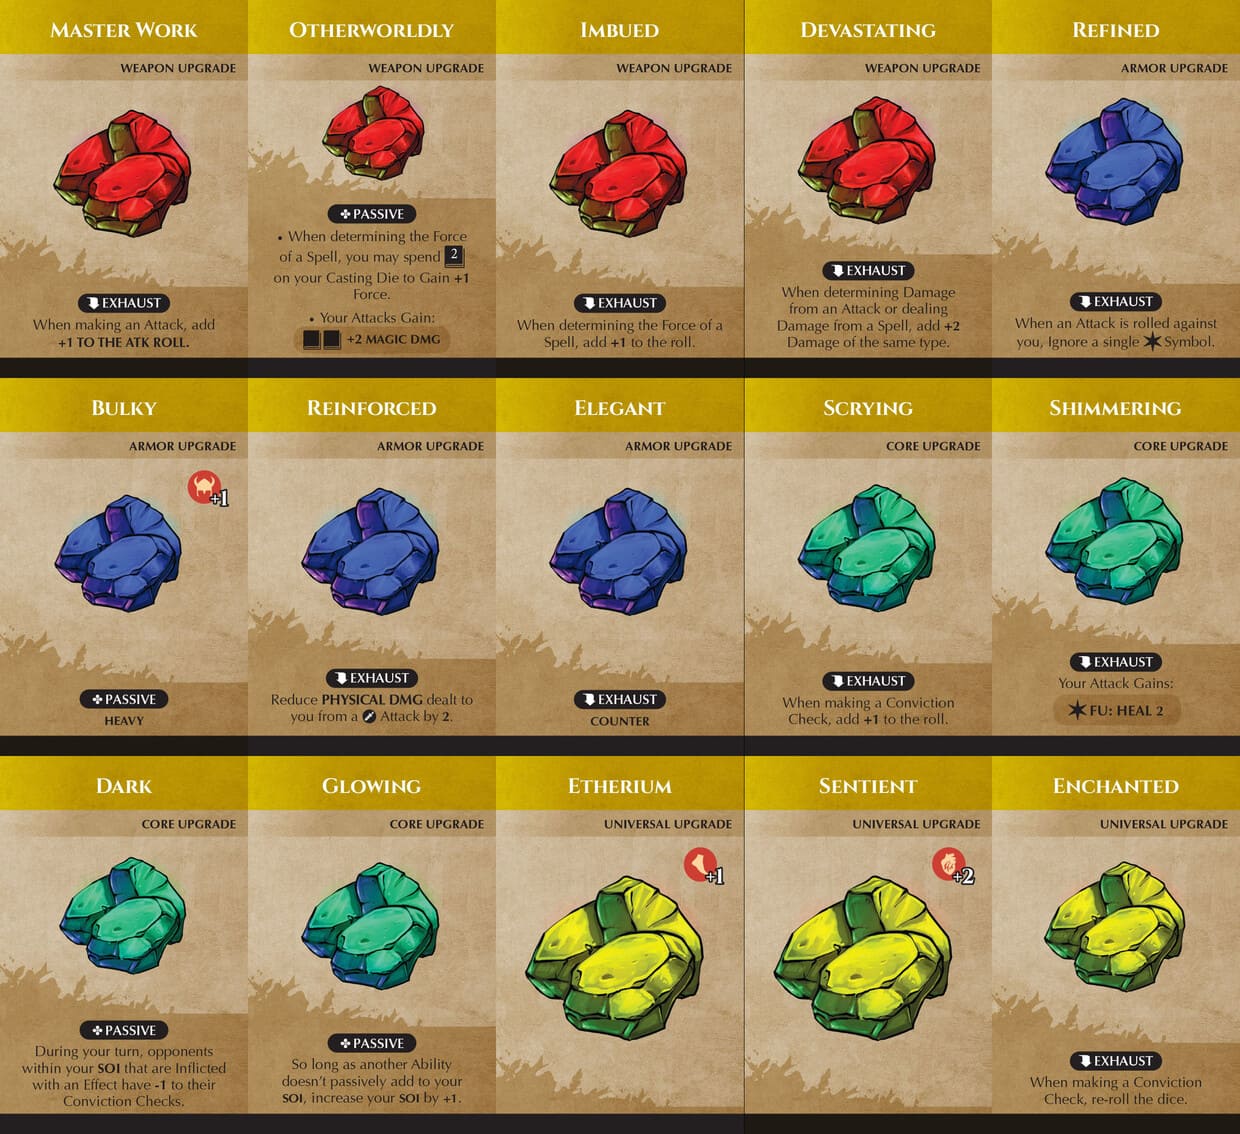 MASTER WORK
WEAPON UPGRADE
EXHAUST
When making an Attack, add
+1 TO THE ATK ROLL.
OTHERWORLDLY
WEAPON UPGRADE
PASSIVE
• When determining the Force
of a Spell, you may spend 2
on your Casting Die to Gain +1
Force.
• Your Attacks Gain:
+2 MAGIC DMG
IMBUED
WEAPON UPGRADE
EXHAUST
When determining the Force of a
Spell, add +1 to the roll.
DEVASTATING
WEAPON UPGRADE
EXHAUST
When determining Damage
from an Attack or dealing
Damage from a Spell, add +2
Damage of the same type.
REFINED
ARMOR UPGRADE
EXHAUST
When an Attack is rolled against
you, Ignore a single Symbol.
BULKY
ARMOR UPGRADE
+1
PASSIVE
HEAVY
REINFORCED
ARMOR UPGRADE
EXHAUST
Reduce PHYSICAL DMG dealt to
you from a Attack by 2.
ELEGANT
ARMOR UPGRADE
EXHAUST
COUNTER
SCRYING
CORE UPGRADE
EXHAUST
When making a Conviction
Check, add +1 to the roll.
SHIMMERING
CORE UPGRADE
EXHAUST
Your Attack Gains:
FU: HEAL 2
DARK
CORE UPGRADE
PASSIVE
During your turn, opponents
within your SOI that are Inflicted
with an Effect have -1 to their
Conviction Checks.
GLOWING
CORE UPGRADE
PASSIVE
So long as another Ability
doesn't passively add to your
SOI, increase your SOI by +1.
ETHERIUM
UNIVERSAL UPGRADE
+1
SENTIENT
UNIVERSAL UPGRADE
+2
ENCHANTED
UNIVERSAL UPGRADE
EXHAUST
When making a Conviction
Check, re-roll the dice.